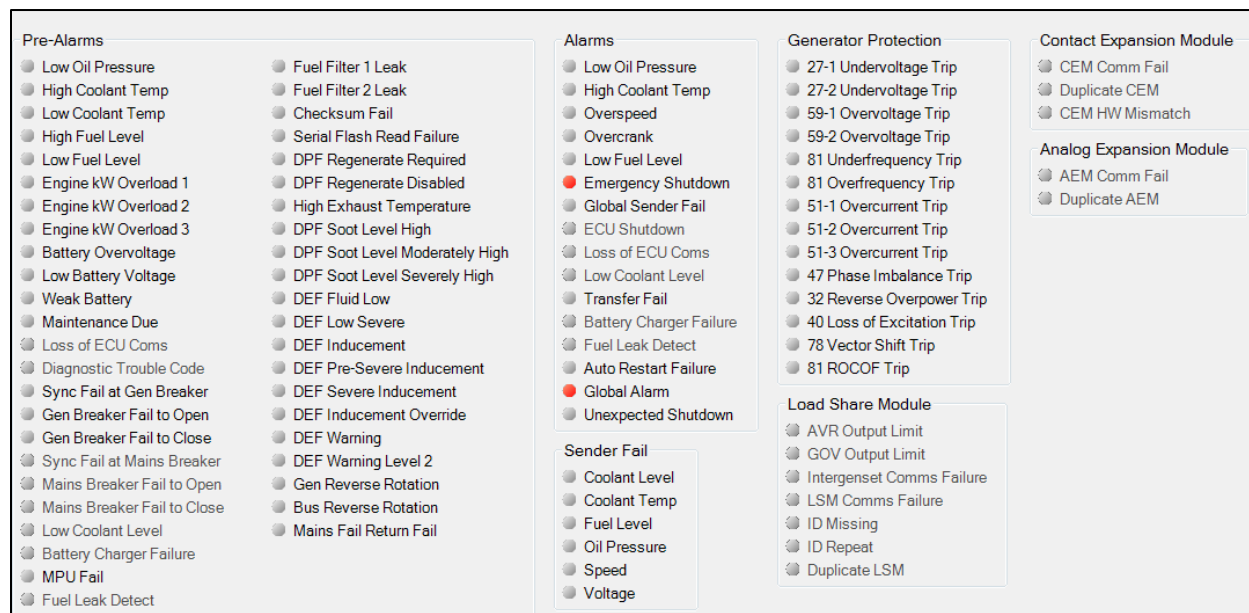 Pre-Alarms
Low Oil Pressure
High Coolant Temp
Low Coolant Temp
High Fuel Level
Low Fuel Level
Engine kW Overload 1
Engine kW Overload 2
Engine kW Overload 3
Battery Overvoltage
Low Battery Voltage
Weak Battery
Maintenance Due
Loss of ECU Coms
Diagnostic Trouble Code
Sync Fail at Gen Breaker
Gen Breaker Fail to Open
Gen Breaker Fail to Close
Sync Fail at Mains Breaker
Mains Breaker Fail to Open
Mains Breaker Fail to Close
Low Coolant Level
Battery Charger Failure
MPU Fail
Fuel Leak Detect
Fuel Filter 1 Leak
Fuel Filter 2 Leak
Checksum Fail
Serial Flash Read Failure
DPF Regenerate Required
DPF Regenerate Disabled
High Exhaust Temperature
DPF Soot Level High
DPF Soot Level Moderately High
DPF Soot Level Severely High
DEF Fluid Low
DEF Low Severe
DEF Inducement
DEF Pre-Severe Inducement
DEF Severe Inducement
DEF Inducement Override
DEF Warning
DEF Warning Level 2
Gen Reverse Rotation
Bus Reverse Rotation
Mains Fail Return Fail
Alarms
Low Oil Pressure
High Coolant Temp
Overspeed
Overcrank
Low Fuel Level
Emergency Shutdown
Global Sender Fail
ECU Shutdown
Loss of ECU Coms
Low Coolant Level
Transfer Fail
Battery Charger Failure
Fuel Leak Detect
Auto Restart Failure
Global Alarm
Unexpected Shutdown
Sender Fail
Coolant Level
Coolant Temp
Fuel Level
Oil Pressure
Speed
Voltage
Generator Protection
27-1 Undervoltage Trip
27-2 Undervoltage Trip
59-1 Overvoltage Trip
59-2 Overvoltage Trip
81 Underfrequency Trip
81 Overfrequency Trip
51-1 Overcurrent Trip
51-2 Overcurrent Trip
51-3 Overcurrent Trip
47 Phase Imbalance Trip
32 Reverse Overpower Trip
40 Loss of Excitation Trip
78 Vector Shift Trip
81 ROCOF Trip
Load Share Module
AVR Output Limit
GOV Output Limit
Intergenset Comms Failure
LSM Comms Failure
ID Missing
ID Repeat
Duplicate LSM
Contact Expansion Module
CEM Comm Fail
Duplicate CEM
CEM HW Mismatch
Analog Expansion Module
AEM Comm Fail
Duplicate AEM